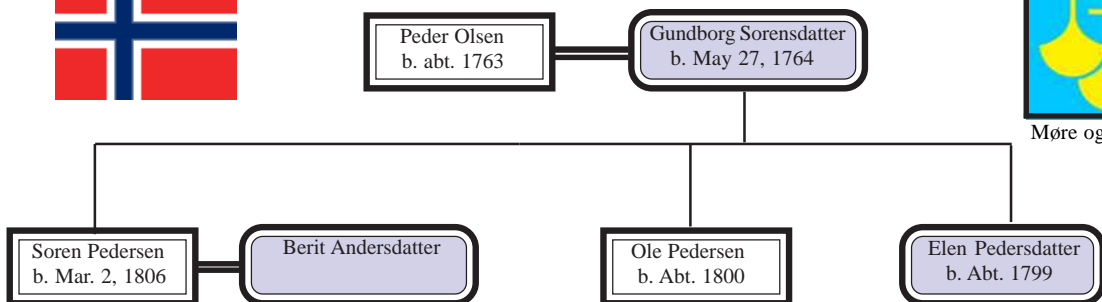 Peder Olsen
b. abt. 1763
Gundborg Sorensdatter
b. May 27, 1764
Møre og
Soren Pedersen
b. Mar. 2, 1806
Berit Andersdatter
Ole Pedersen
b. Abt. 1800
Elen Pedersdatter
b. Abt. 1799